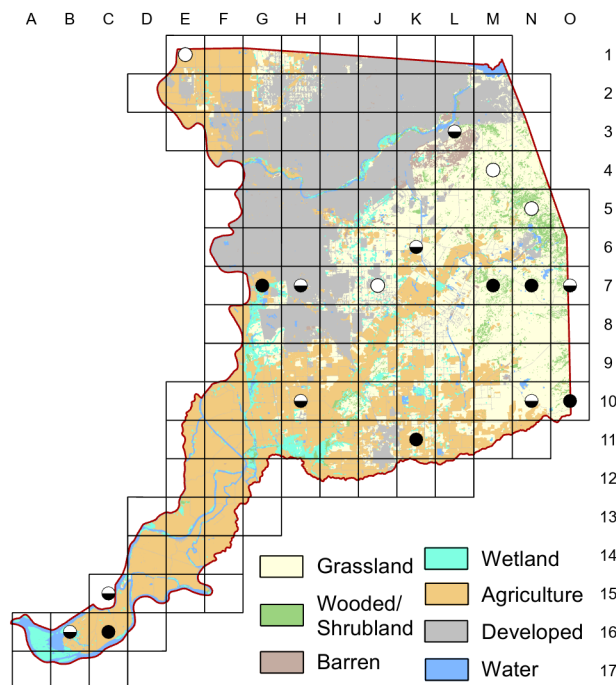 A B C D E F G H I J K L M N O
1
2
3
4
5
6
7
8
9
10
11
12
13
14
15
16
17
Grassland
Wooded/
Shrubland
Barren
Wetland
Agriculture
Developed
Water